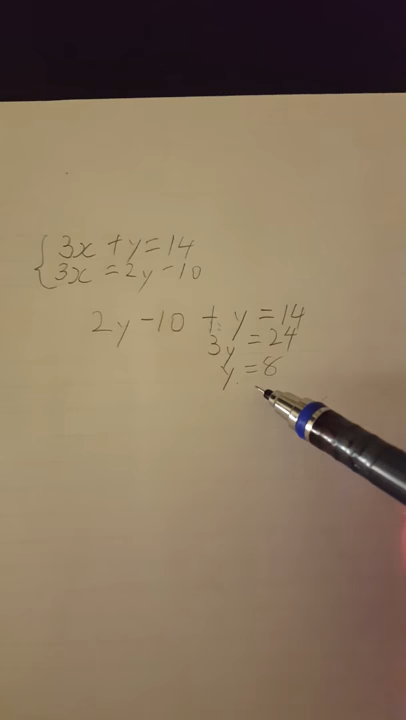 3x + y = 14
3x = 2y - 10
2y - 10 + y = 14
3y = 24
y = 8